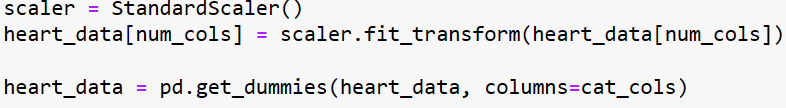 scaler = StandardScaler()
heart_data[num_cols] = scaler.fit_transform(heart_data[num_cols])
heart_data = pd.get_dummies(heart_data, columns=cat_cols)